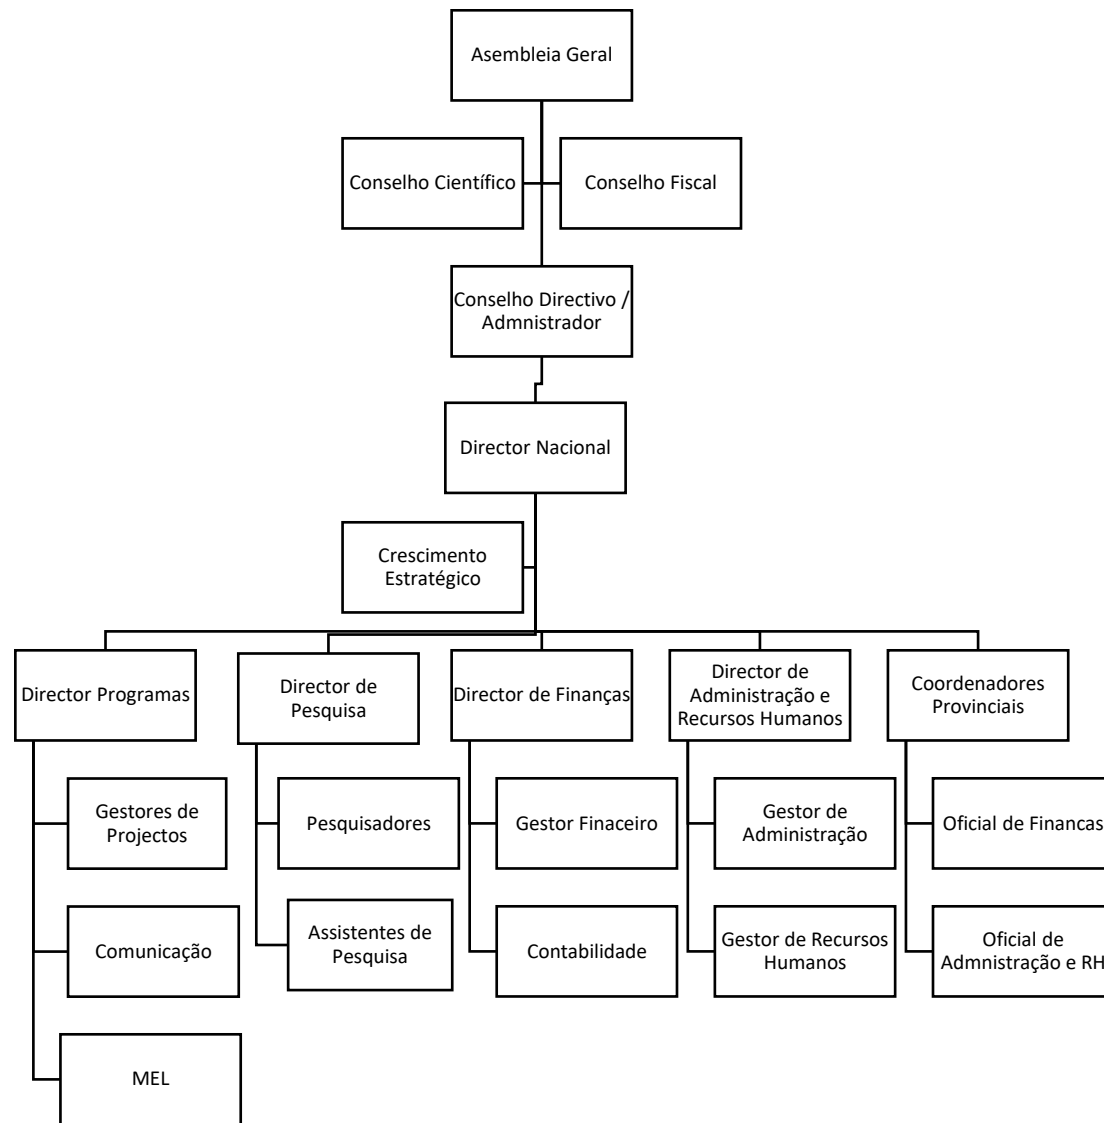 Asembleia Geral
Conselho Científico
Conselho Fiscal
Conselho Directivo /
Admnistrador
Director Nacional
Crescimento
Estratégico
Director Programas
Director de
Pesquisa
Director de Finanças
Director de
Administração e
Recursos Humanos
Coordenadores
Provinciais
Gestores de
Projectos
Pesquisadores
Gestor Finaceiro
Gestor de
Administração
Oficial de Financas
Comunicação
Assistentes de
Pesquisa
Contabilidade
Gestor de Recursos
Humanos
Oficial de
Admnistração e RH
MEL